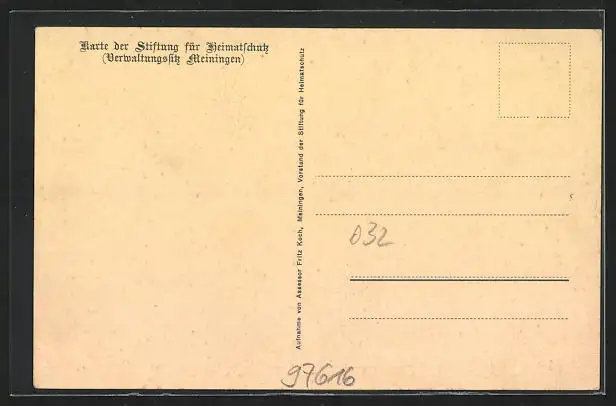 Karte der Stiftung für Heimatschutz
(Verwaltungssitz Meiningen)
Aufnahme von Assessor Fritz Koch, Meiningen, Vorstand der Stiftung für Heimatschutz
032
97616